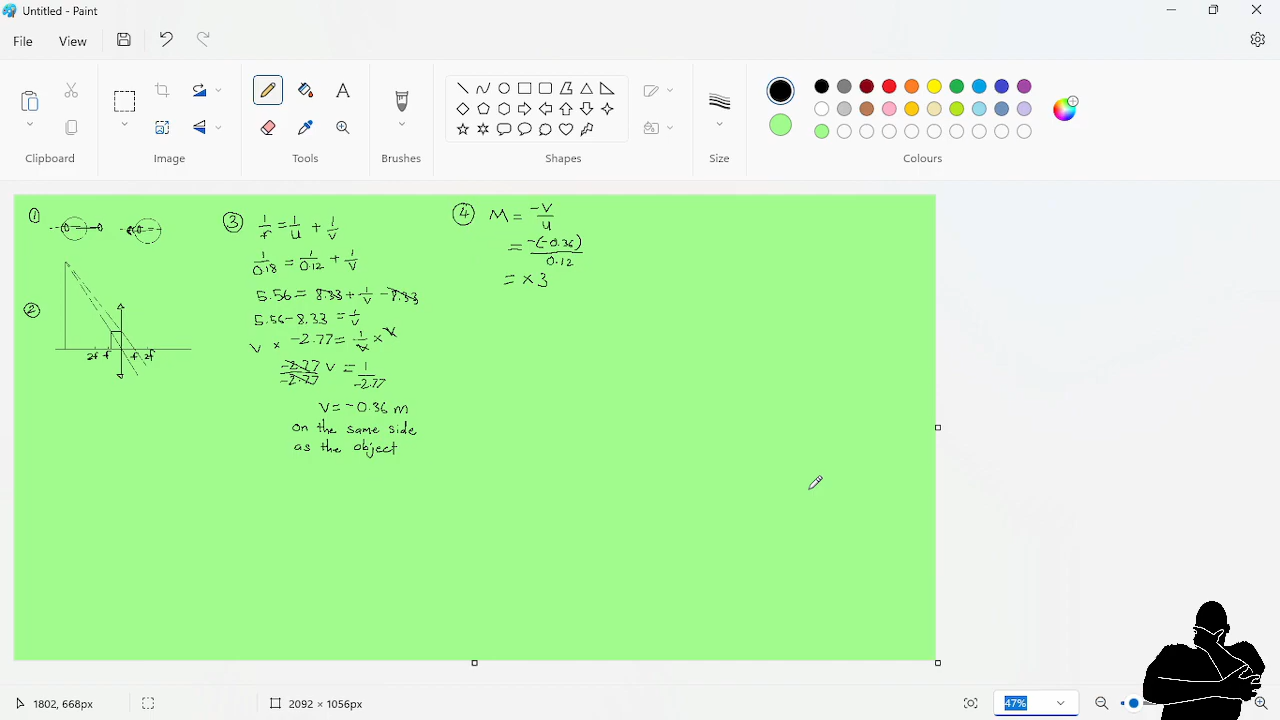 Untitled - Paint
File View
A
Clipboard Image Tools Brushes Shapes Size Colours
①
②
2f f f 2f
③ 1/f = 1/u + 1/v
1/0.18 = 1/0.12 + 1/v
5.56 = 8.33 + 1/v - 8.33
5.56 - 8.33 = 1/v
v × -2.77 = 1/v × v
-2.77/-2.77 v = 1/-2.77
v = -0.36 m
on the same side
as the object
④ M = -v/u
= -(-0.36)/0.12
= × 3
1802, 668px
2092 × 1056px
47%